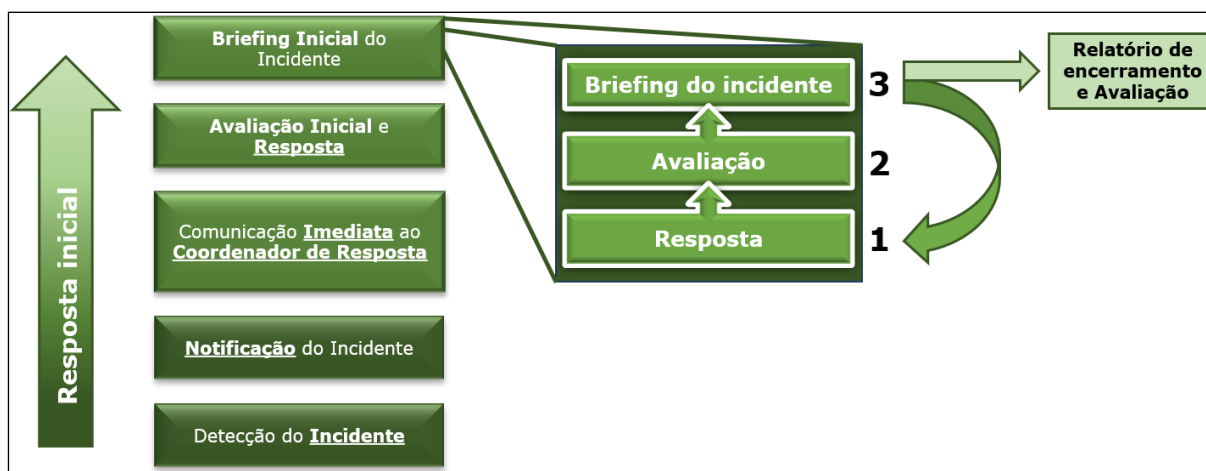 Resposta inicial
Briefing Inicial do
Incidente
Avaliação Inicial e
Resposta
Comunicação Imediata ao
Coordenador de Resposta
Notificação do Incidente
Detecção do Incidente
Briefing do incidente
3
Avaliação
2
Resposta
1
Relatório de
encerramento
e Avaliação